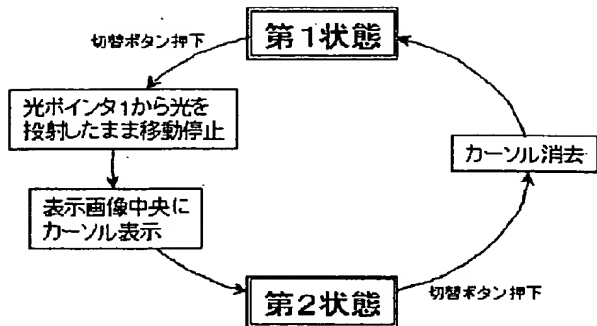 第1状態
切替ボタン押下
光ポインタ1から光を
投射したまま移動停止
カーソル消去
表示画像中央に
カーソル表示
第2状態
切替ボタン押下